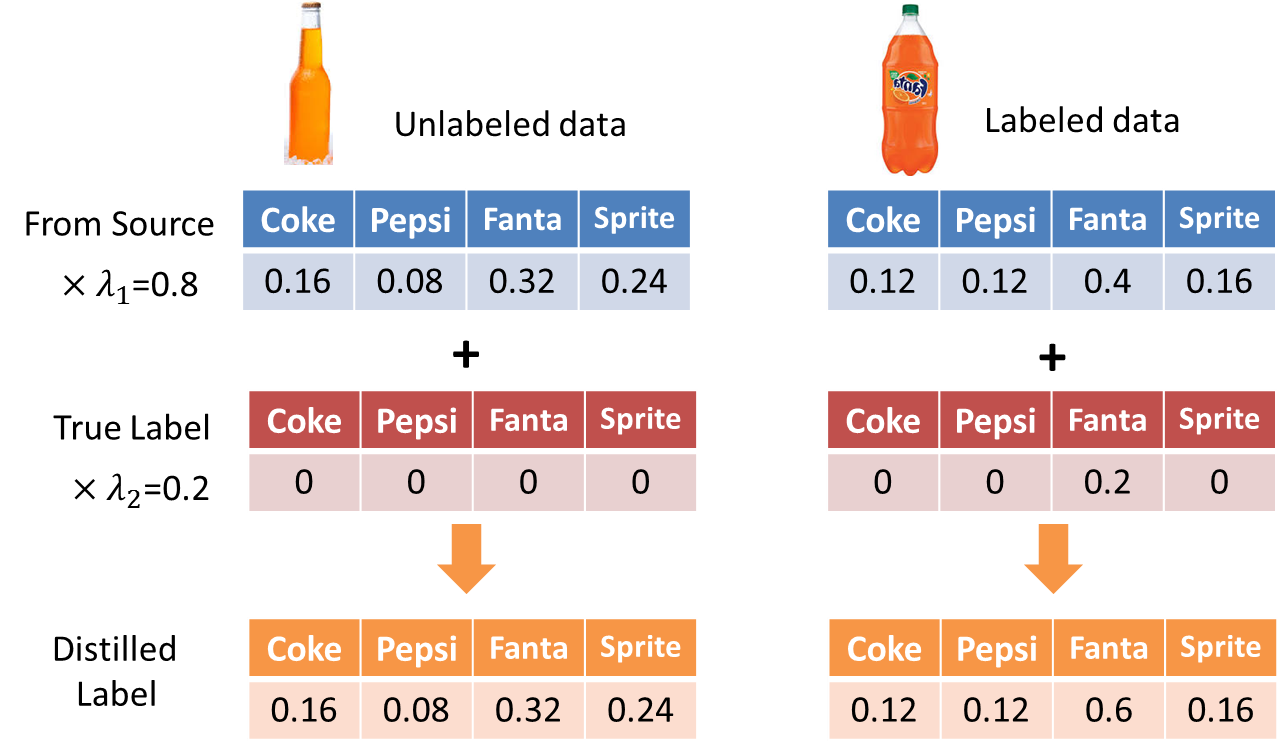 Unlabeled data
Fanta
Labeled data
From Source
× λ₁=0.8
Coke Pepsi Fanta Sprite
0.16 0.08 0.32 0.24
Coke Pepsi Fanta Sprite
0.12 0.12 0.4 0.16
+
+
True Label
× λ₂=0.2
Coke Pepsi Fanta Sprite
0 0 0 0
Coke Pepsi Fanta Sprite
0 0 0.2 0
Distilled
Label
Coke Pepsi Fanta Sprite
0.16 0.08 0.32 0.24
Coke Pepsi Fanta Sprite
0.12 0.12 0.6 0.16